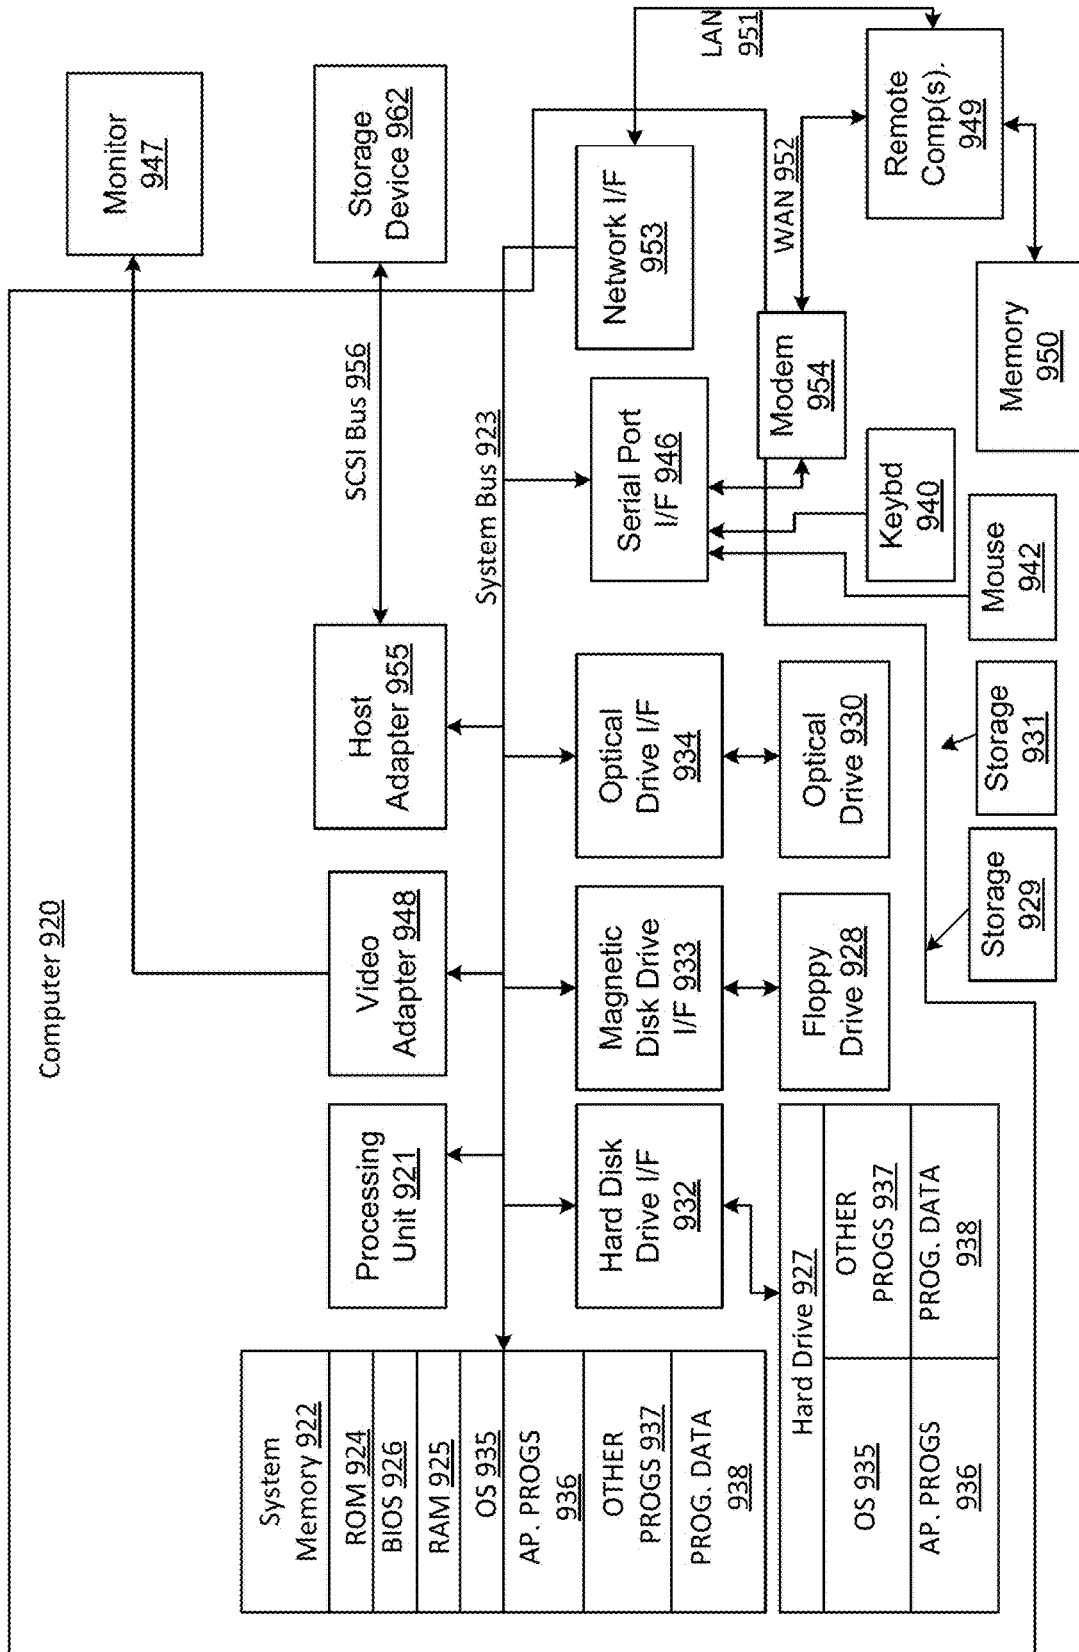 Computer 920
System
Memory 922
ROM 924
BIOS 926
RAM 925
OS 935
AP. PROGS
936
OTHER
PROGS 937
PROG. DATA
938
Processing
Unit 921
Video
Adapter 948
Host
Adapter 955
SCSI Bus 956
Monitor
947
Storage
Device 962
System Bus 923
Hard Disk
Drive I/F
932
Magnetic
Disk Drive
I/F 933
Optical
Drive I/F
934
Serial Port
I/F 946
Network I/F
953
LAN
951
Hard Drive 927
OS 935
OTHER
PROGS 937
AP. PROGS
936
PROG. DATA
938
Floppy
Drive 928
Optical
Drive 930
Modem
954
WAN 952
Remote
Comp(s).
949
Storage
929
Storage
931
Mouse
942
Keybd
940
Memory
950